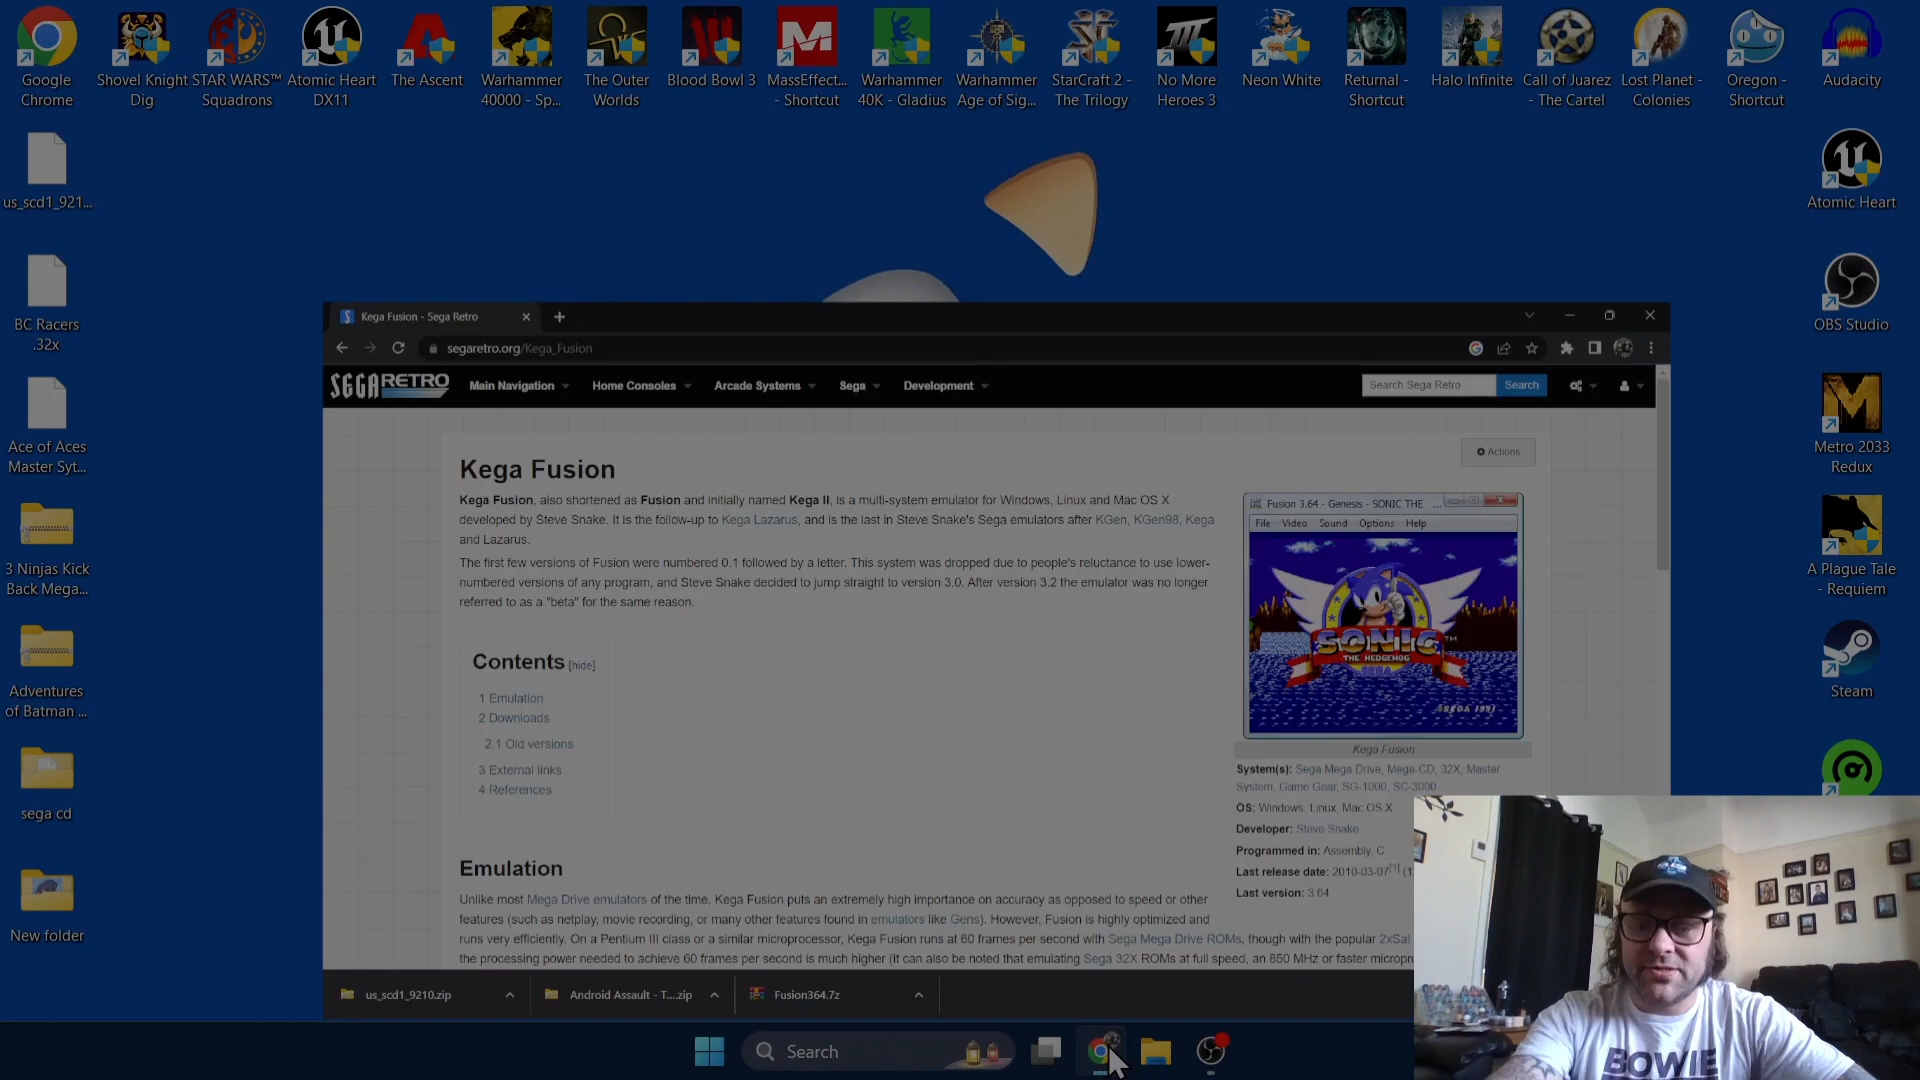 Google
Chrome
Shovel Knight
Dig
STAR WARS™
Squadrons
Atomic Heart
DX11
The Ascent
Warhammer
40000 - Sp...
The Outer
Worlds
Blood Bowl 3
MassEffect...
- Shortcut
Warhammer
40K - Gladius
Warhammer
Age of Sig...
StarCraft 2 -
The Trilogy
No More
Heroes 3
Neon White
Returnal -
Shortcut
Halo Infinite
Call of Juarez
- The Cartel
Lost Planet -
Colonies
Oregon -
Shortcut
Audacity
us_scd1_921...
BC Racers
.32x
Ace of Aces
Master Syt...
3 Ninjas Kick
Back Mega...
Adventures
of Batman ...
sega cd
New folder
Atomic Heart
OBS Studio
Metro 2033
Redux
A Plague Tale
- Requiem
Steam
Kega Fusion - Sega Retro
segaretro.org/Kega_Fusion
SEGA RETRO
Main Navigation
Home Consoles
Arcade Systems
Sega
Development
Search Sega Retro
Search
Actions
Kega Fusion
Kega Fusion, also shortened as Fusion and initially named Kega II, is a multi-system emulator for Windows, Linux and Mac OS X
developed by Steve Snake. It is the follow-up to Kega Lazarus, and is the last in Steve Snake's Sega emulators after KGen, KGen98, Kega
and Lazarus.
The first few versions of Fusion were numbered 0.1 followed by a letter. This system was dropped due to people's reluctance to use lower-
numbered versions of any program, and Steve Snake decided to jump straight to version 3.0. After version 3.2 the emulator was no longer
referred to as a "beta" for the same reason.
Contents [hide]
1 Emulation
2 Downloads
2.1 Old versions
3 External links
4 References
Fusion 3.64 - Genesis - SONIC THE ...
File Video Sound Options Help
SONIC
THE HEDGEHOG
SEGA
©SEGA 1991
Kega Fusion
System(s): Sega Mega Drive, Mega-CD, 32X, Master
System, Game Gear, SG-1000, SC-3000
OS: Windows, Linux, Mac OS X
Developer: Steve Snake
Programmed in: Assembly, C
Last release date: 2010-03-07[1] (1
Last version: 3.64
Emulation
Unlike most Mega Drive emulators of the time, Kega Fusion puts an extremely high importance on accuracy as opposed to speed or other
features (such as netplay, movie recording, or many other features found in emulators like Gens). However, Fusion is highly optimized and
runs very efficiently. On a Pentium III class or a similar microprocessor, Kega Fusion runs at 60 frames per second with Sega Mega Drive ROMs, though with the popular 2xSaI
the processing power needed to achieve 60 frames per second is much higher (it can also be noted that emulating Sega 32X ROMs at full speed, an 850 MHz or faster micropro
us_scd1_9210.zip
Android Assault - T....zip
Fusion364.7z
Search
BOWIE